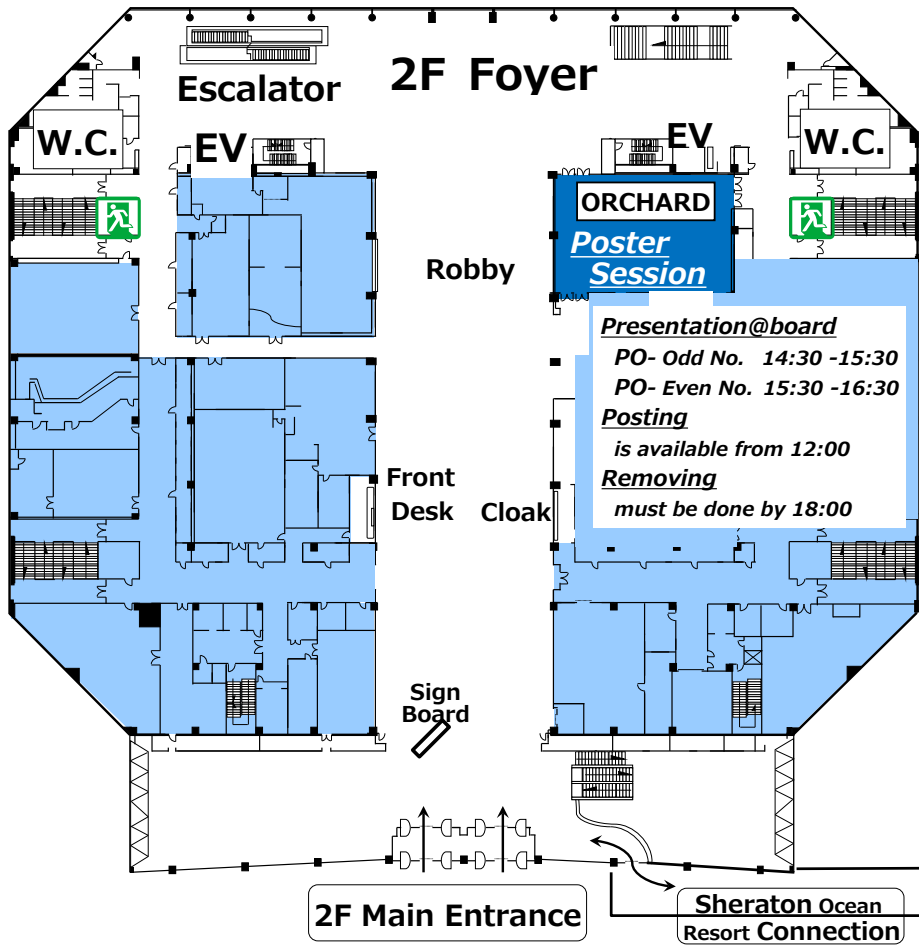 2F Foyer
Escalator
W.C.
EV
EV
W.C.
ORCHARD
Poster
Session
Robby
Presentation@board
PO- Odd No. 14:30 -15:30
PO- Even No. 15:30 -16:30
Posting
is available from 12:00
Removing
must be done by 18:00
Front
Desk
Cloak
Sign
Board
2F Main Entrance
Sheraton Ocean
Resort Connection